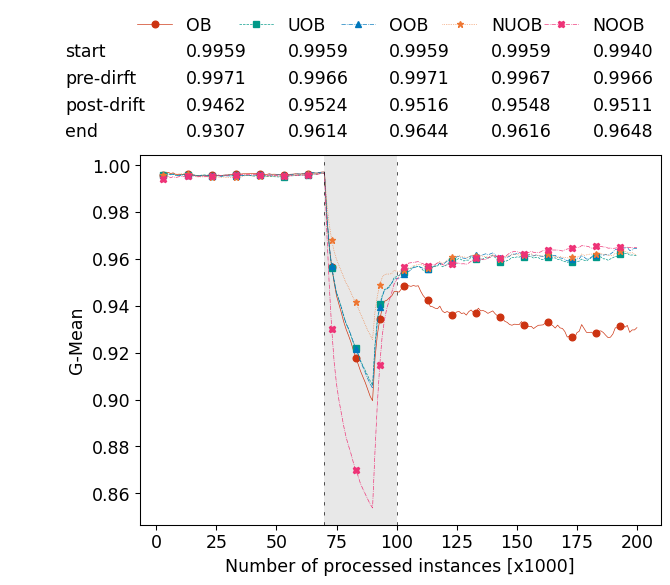 OB UOB OOB NUOB NOOB
start 0.9959 0.9959 0.9959 0.9959 0.9940
pre-dirft 0.9971 0.9966 0.9971 0.9967 0.9966
post-drift 0.9462 0.9524 0.9516 0.9548 0.9511
end 0.9307 0.9614 0.9644 0.9616 0.9648
1.00
0.98
0.96
0.94
0.92
0.90
0.88
0.86
G-Mean
0 25 50 75 100 125 150 175 200
Number of processed instances [x1000]